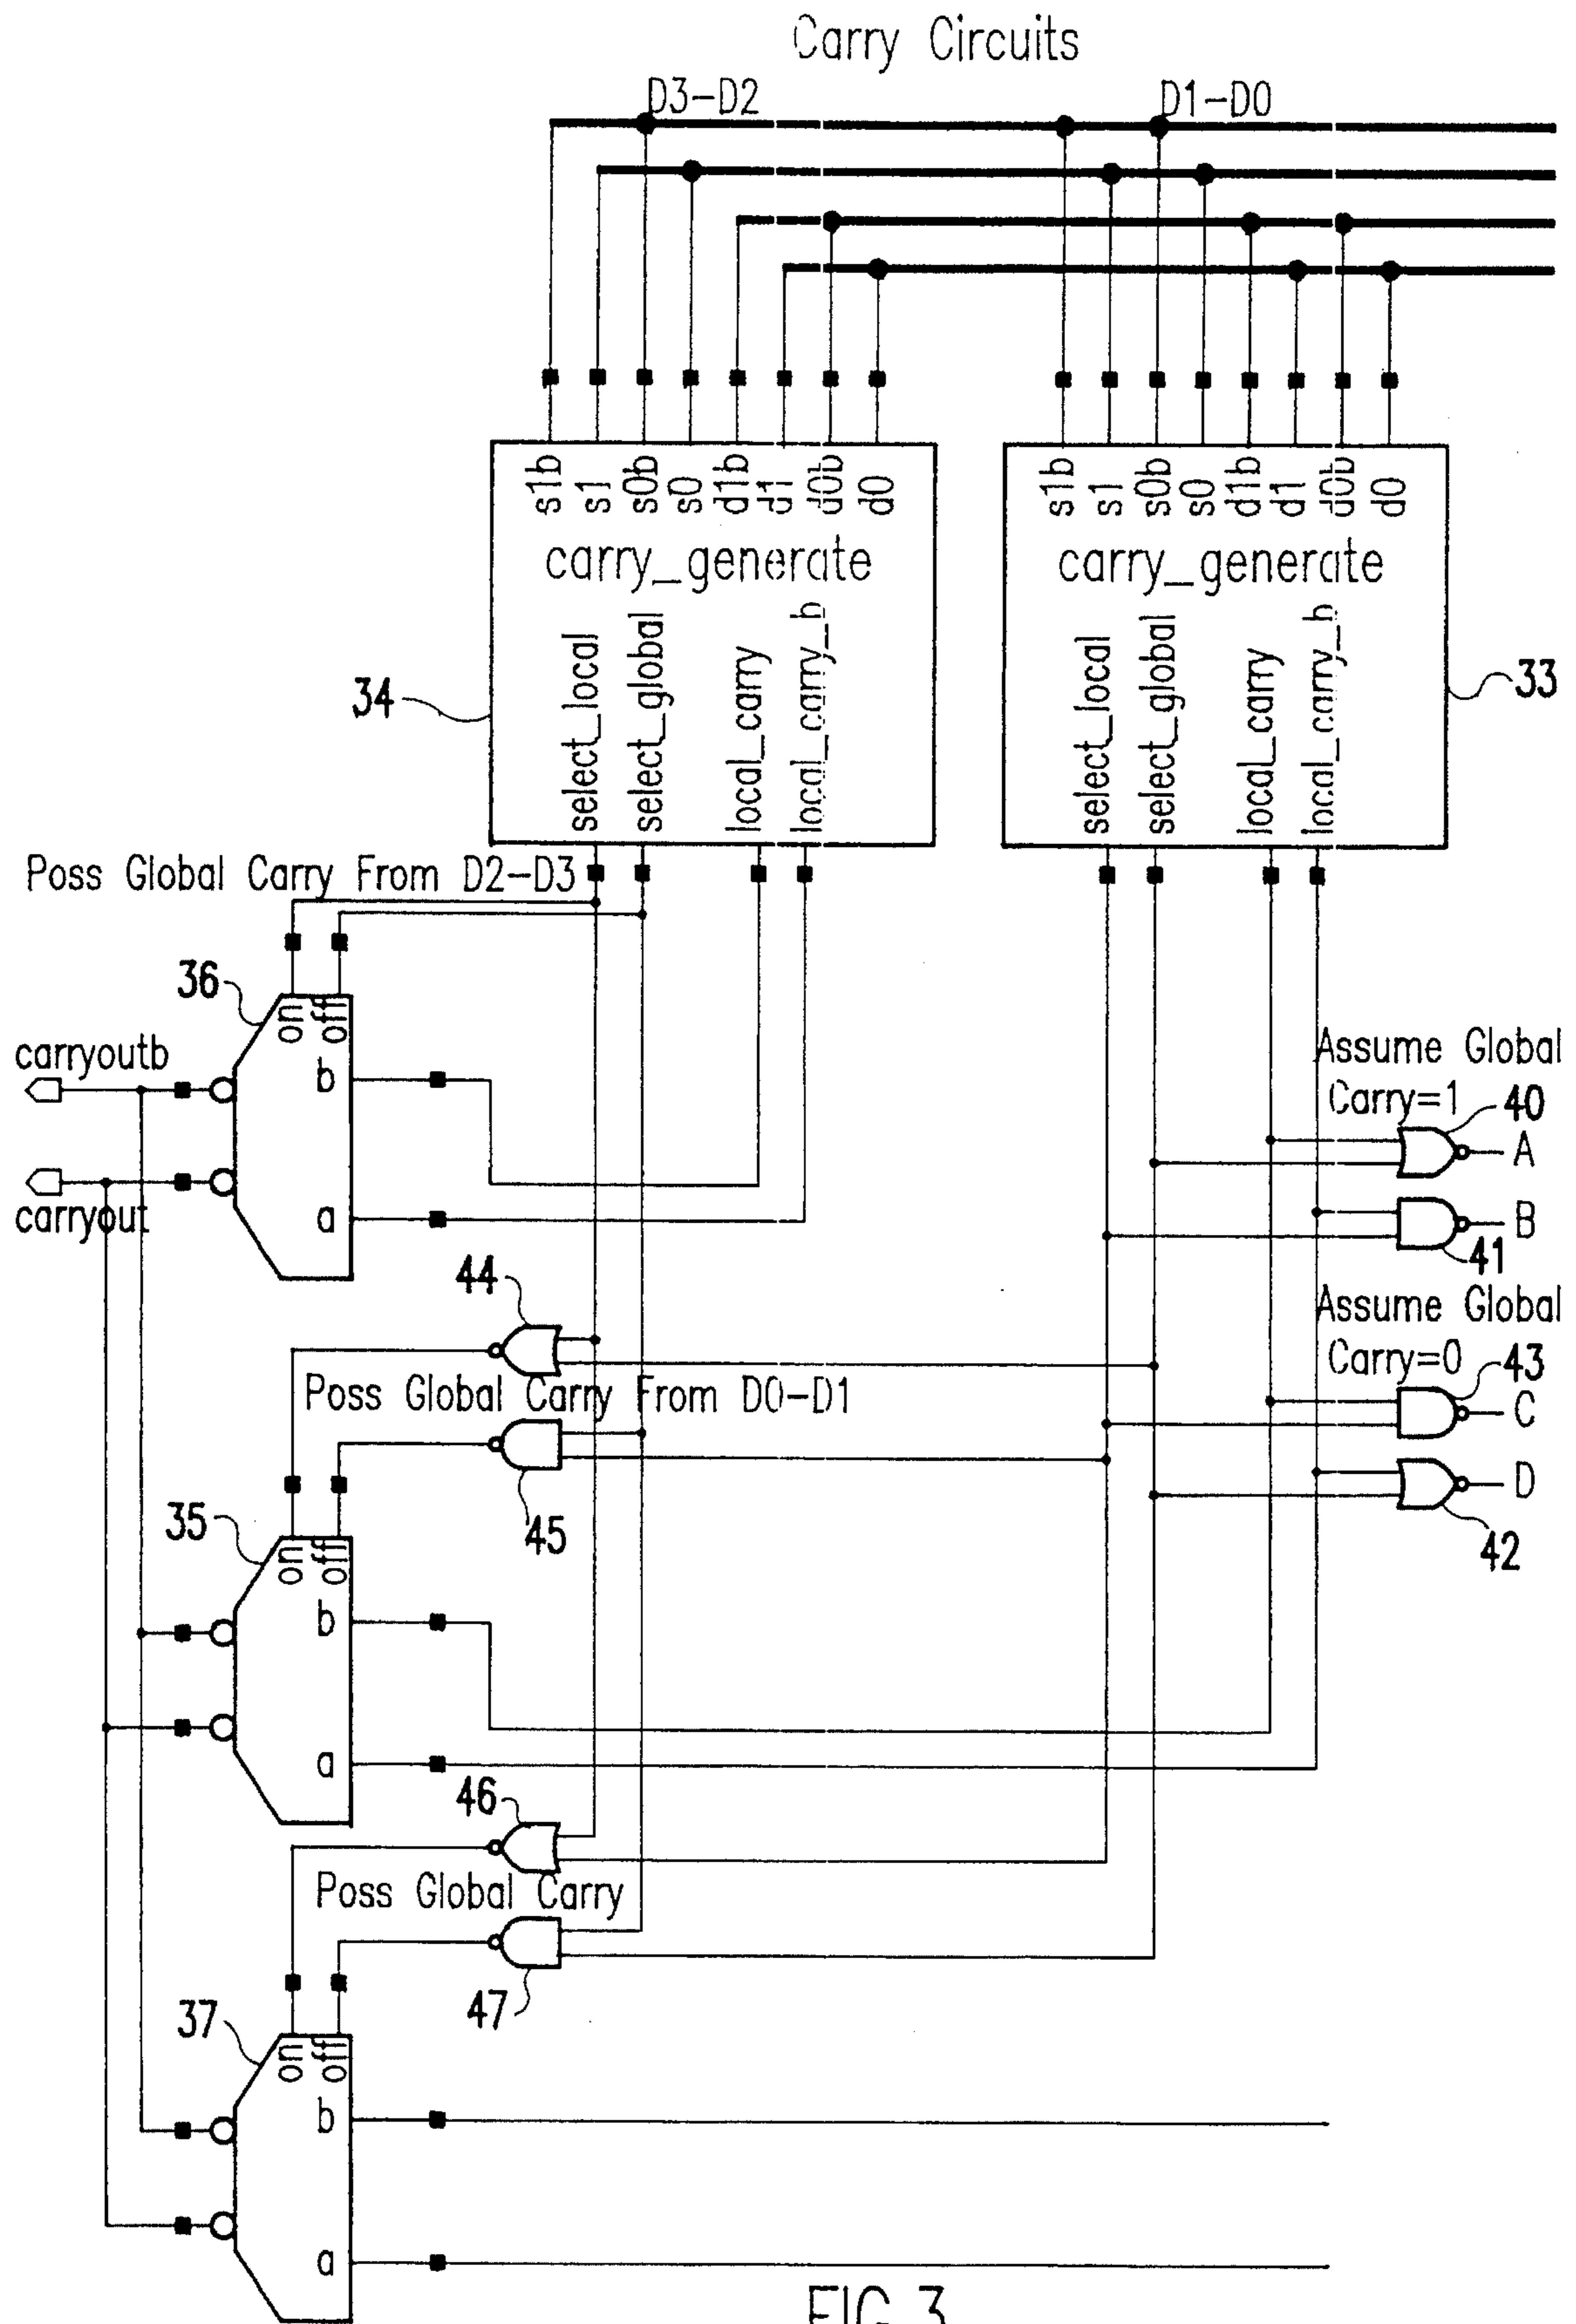 Carry Circuits
D3-D2
D1-D0
s1b s1 s0b s0 d1b d1 d0b d0
carry_generate
select_local
select_global
local_carry
local_carry_b
34
s1b s1 s0b s0 d1b d1 d0b d0
carry_generate
select_local
select_global
local_carry
local_carry_b
33
Poss Global Carry From D2-D3
36
on off
b
a
carryoutb
carryout
Assume Global
Carry=1
40
A
B
41
Assume Global
Carry=0
43
C
D
42
44
Poss Global Carry From D0-D1
45
35
on off
b
a
46
Poss Global Carry
47
37
on off
b
a
FIG.3